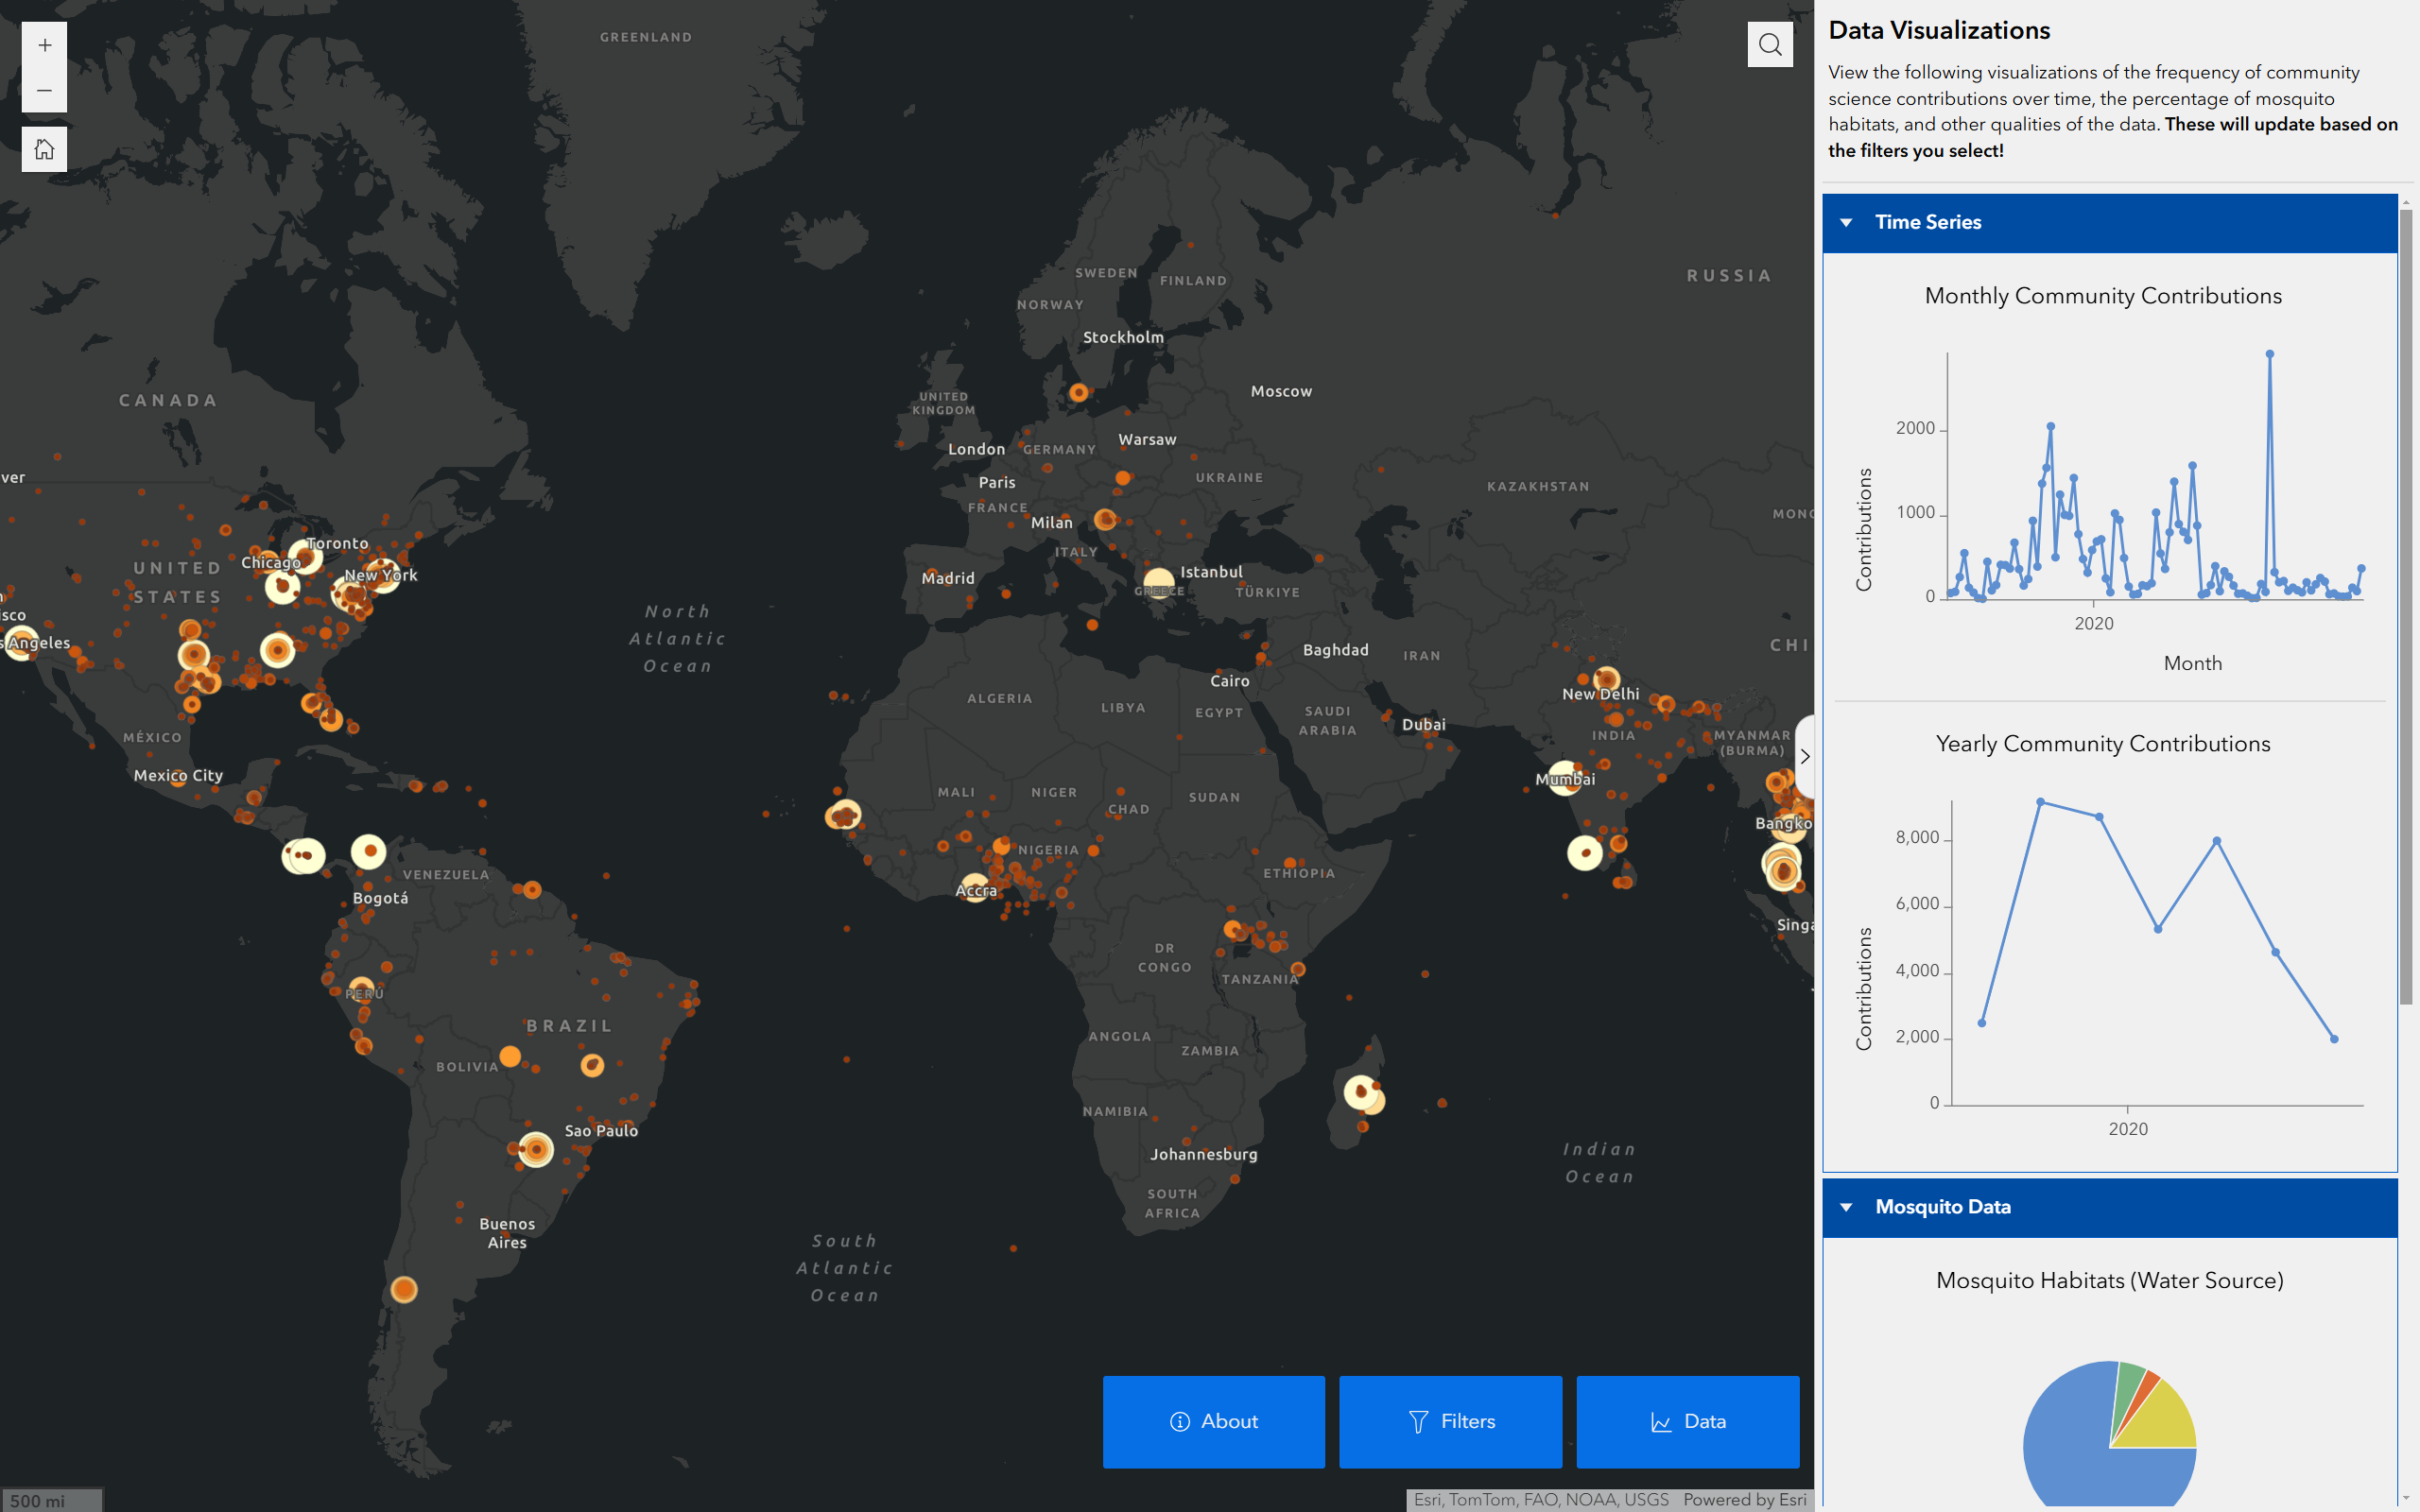 +
−
GREENLAND
RUSSIA
SWEDEN
FINLAND
NORWAY
Stockholm
Moscow
CANADA
UNITED
KINGDOM
Warsaw
London
GERMANY
ver
Paris
UKRAINE
KAZAKHSTAN
FRANCE
MONG
Milan
Toronto
ITALY
Chicago
UNITED
STATES
New York
Madrid
Istanbul
GREECE
TÜRKIYE
isco
North
Atlantic
Ocean
s Angeles
Baghdad
IRAN
CHI
Cairo
New Delhi
ALGERIA
LIBYA
EGYPT
SAUDI
ARABIA
Dubai
MÉXICO
INDIA
MYANMAR
(BURMA)
Mexico City
Mumbai
MALI
NIGER
CHAD
SUDAN
Bangko
NIGERIA
VENEZUELA
ETHIOPIA
Accra
Bogotá
Singa
DR
CONGO
TANZANIA
PERÚ
BRAZIL
ANGOLA
ZAMBIA
BOLIVIA
NAMIBIA
Sao Paulo
Johannesburg
Indian
Ocean
SOUTH
AFRICA
Buenos
Aires
South
Atlantic
Ocean
About
Filters
Data
500 mi
Esri, TomTom, FAO, NOAA, USGS Powered by Esri
Data Visualizations
View the following visualizations of the frequency of community
science contributions over time, the percentage of mosquito
habitats, and other qualities of the data. These will update based on
the filters you select!
Time Series
Monthly Community Contributions
Contributions
2000
1000
0
2020
Month
Yearly Community Contributions
Contributions
8,000
6,000
4,000
2,000
0
2020
Mosquito Data
Mosquito Habitats (Water Source)